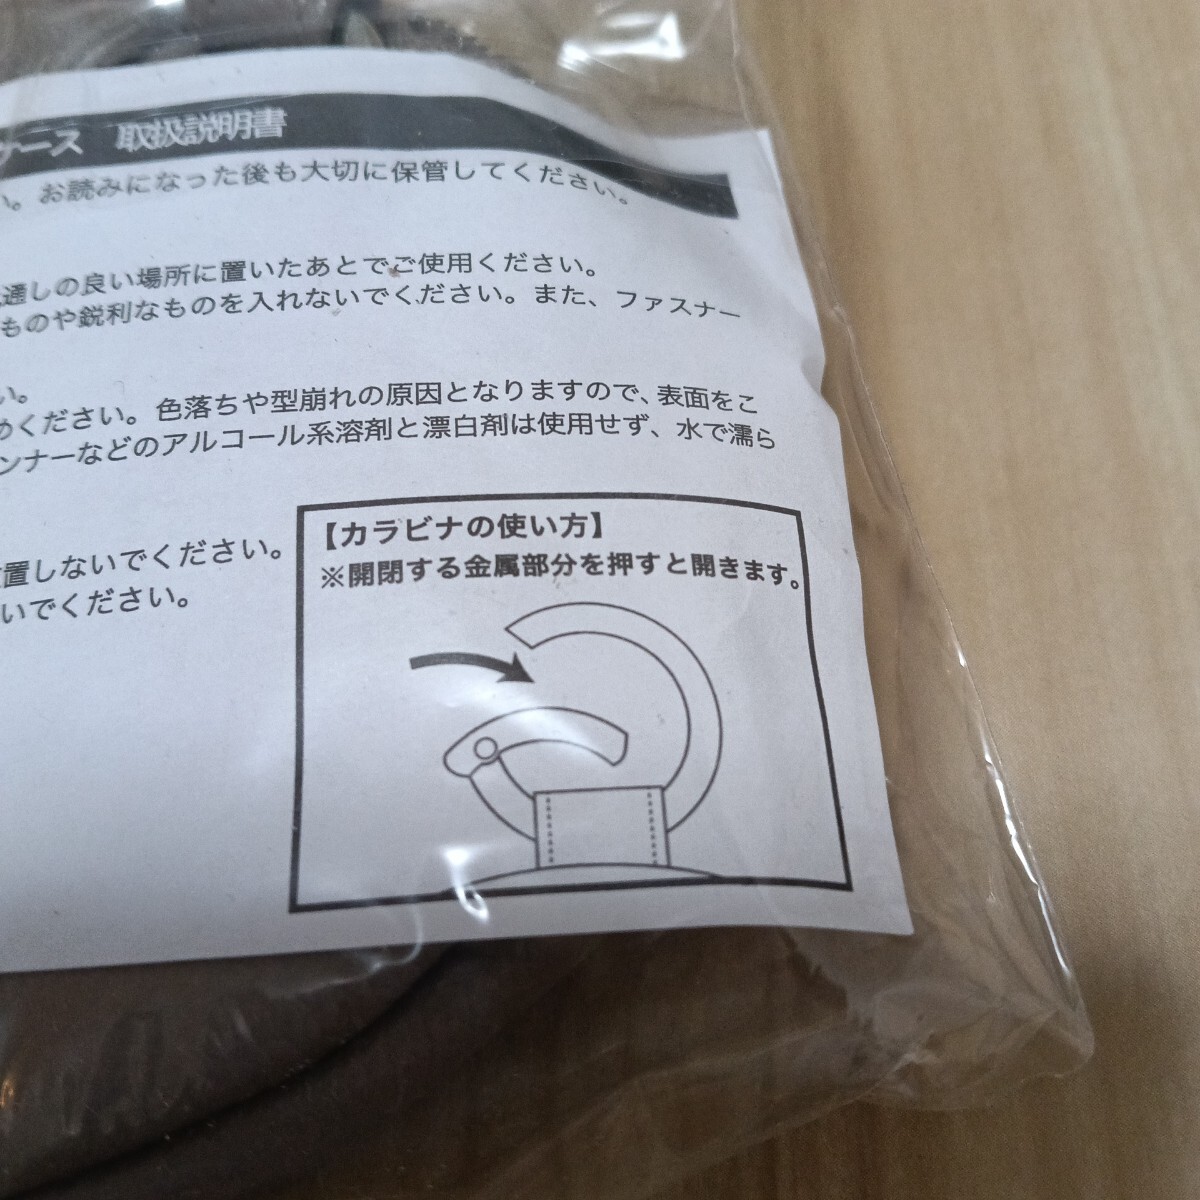 ース 取扱説明書
い。お読みになった後も大切に保管してください。
通しの良い場所に置いたあとでご使用ください。
ものや鋭利なものを入れないでください。また、ファスナー
い。
めください。色落ちや型崩れの原因となりますので、表面をこ
ンナーなどのアルコール系溶剤と漂白剤は使用せず、水で濡ら
置しないでください。
いでください。
【カラビナの使い方】
※開閉する金属部分を押すと開きます。